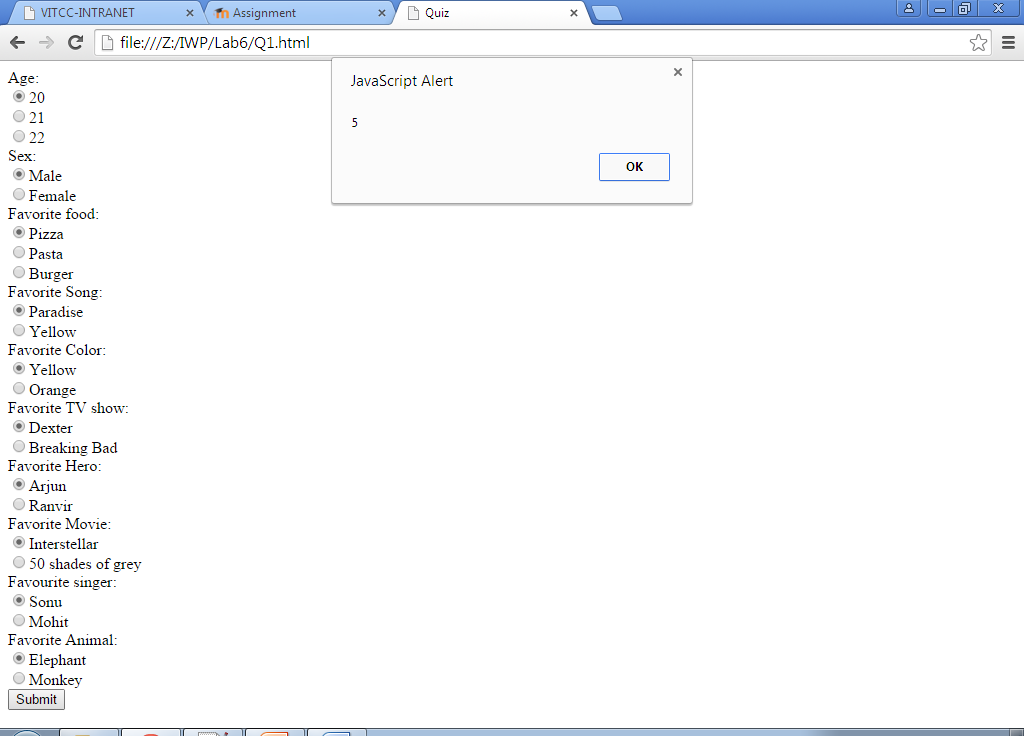 VITCC-INTRANET
Assignment
Quiz
file:///Z:/IWP/Lab6/Q1.html
JavaScript Alert
5
OK
Age:
20
21
22
Sex:
Male
Female
Favorite food:
Pizza
Pasta
Burger
Favorite Song:
Paradise
Yellow
Favorite Color:
Yellow
Orange
Favorite TV show:
Dexter
Breaking Bad
Favorite Hero:
Arjun
Ranvir
Favorite Movie:
Interstellar
50 shades of grey
Favourite singer:
Sonu
Mohit
Favorite Animal:
Elephant
Monkey
Submit